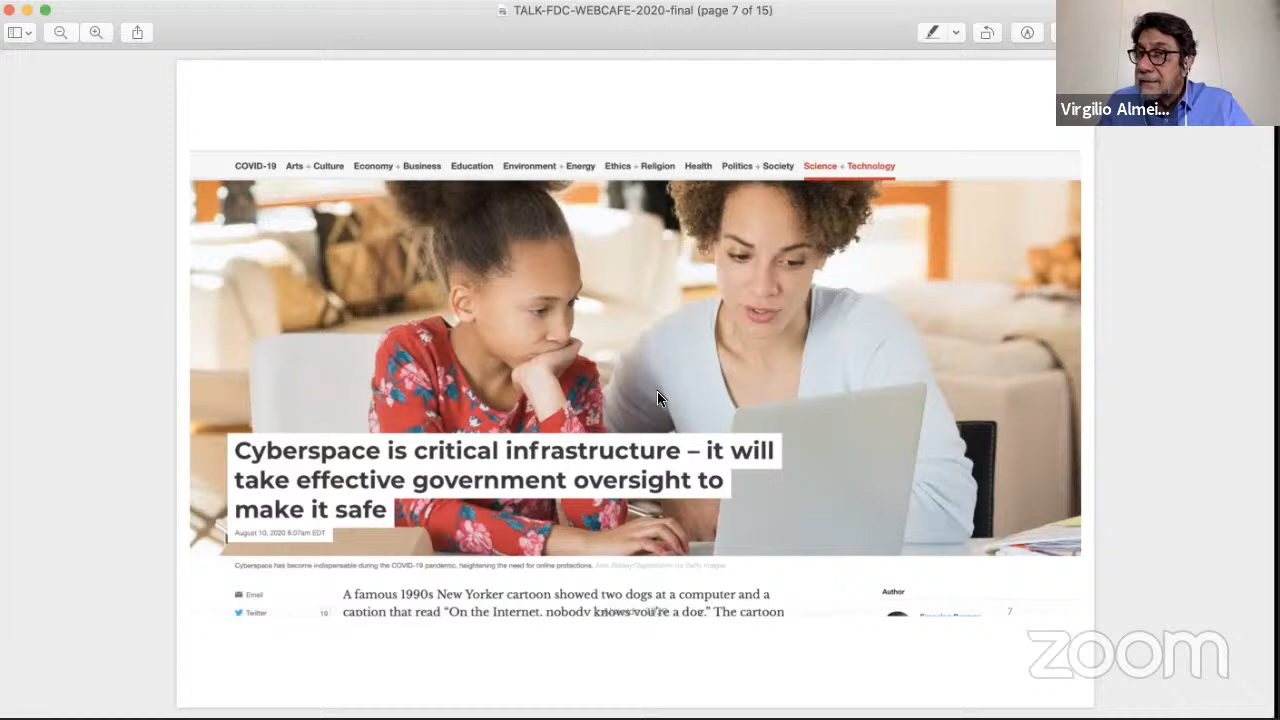 TALK-FDC-WEBCAFE-2020-final (page 7 of 15)
Virgilio Almei...
COVID-19 Arts + Culture Economy + Business Education Environment + Energy Ethics + Religion Health Politics + Society Science + Technology
Cyberspace is critical infrastructure – it will
take effective government oversight to
make it safe
August 10, 2020 8.07am EDT
Cyberspace has become indispensable during the COVID-19 pandemic, heightening the need for online protections.
Email
A famous 1990s New Yorker cartoon showed two dogs at a computer and a
Author
Twitter
caption that read “On the Internet, nobody knows you’re a dog.” The cartoon
7
zoom